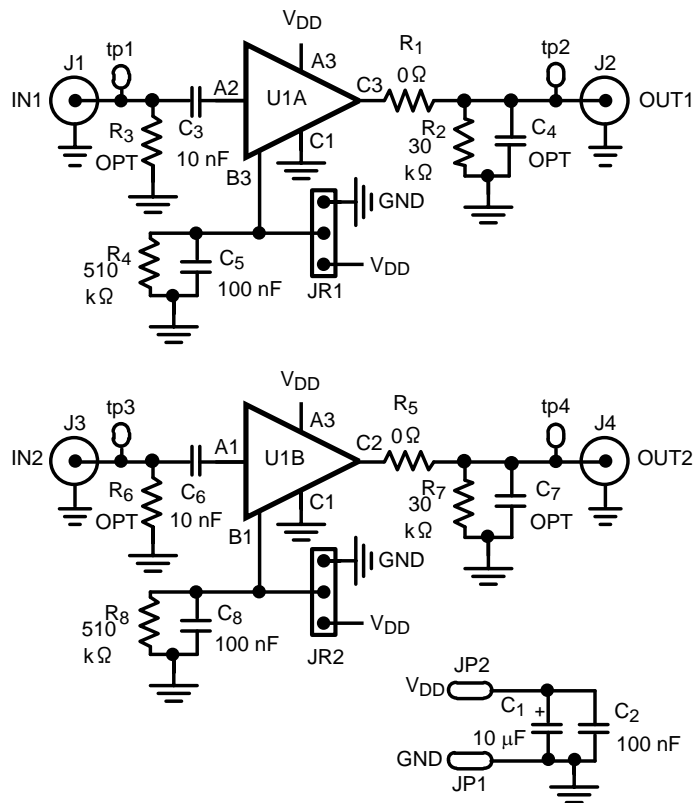 VDD
tp1
A3
R1
tp2
J1
C3
0 Ω
J2
IN1
A2
U1A
OUT1
R3
C3
C1
R2
C4
OPT
10 nF
B3
30
kΩ
OPT
GND
R4
C5
510
kΩ
100 nF
VDD
JR1
VDD
tp3
A3
R5
tp4
J3
C2
0 Ω
J4
IN2
A1
U1B
OUT2
R6
C6
C1
R7
C7
OPT
10 nF
B1
30
kΩ
OPT
GND
R8
C8
510
kΩ
100 nF
VDD
JR2
JP2
VDD
C1
+
C2
10 μF
100 nF
GND
JP1